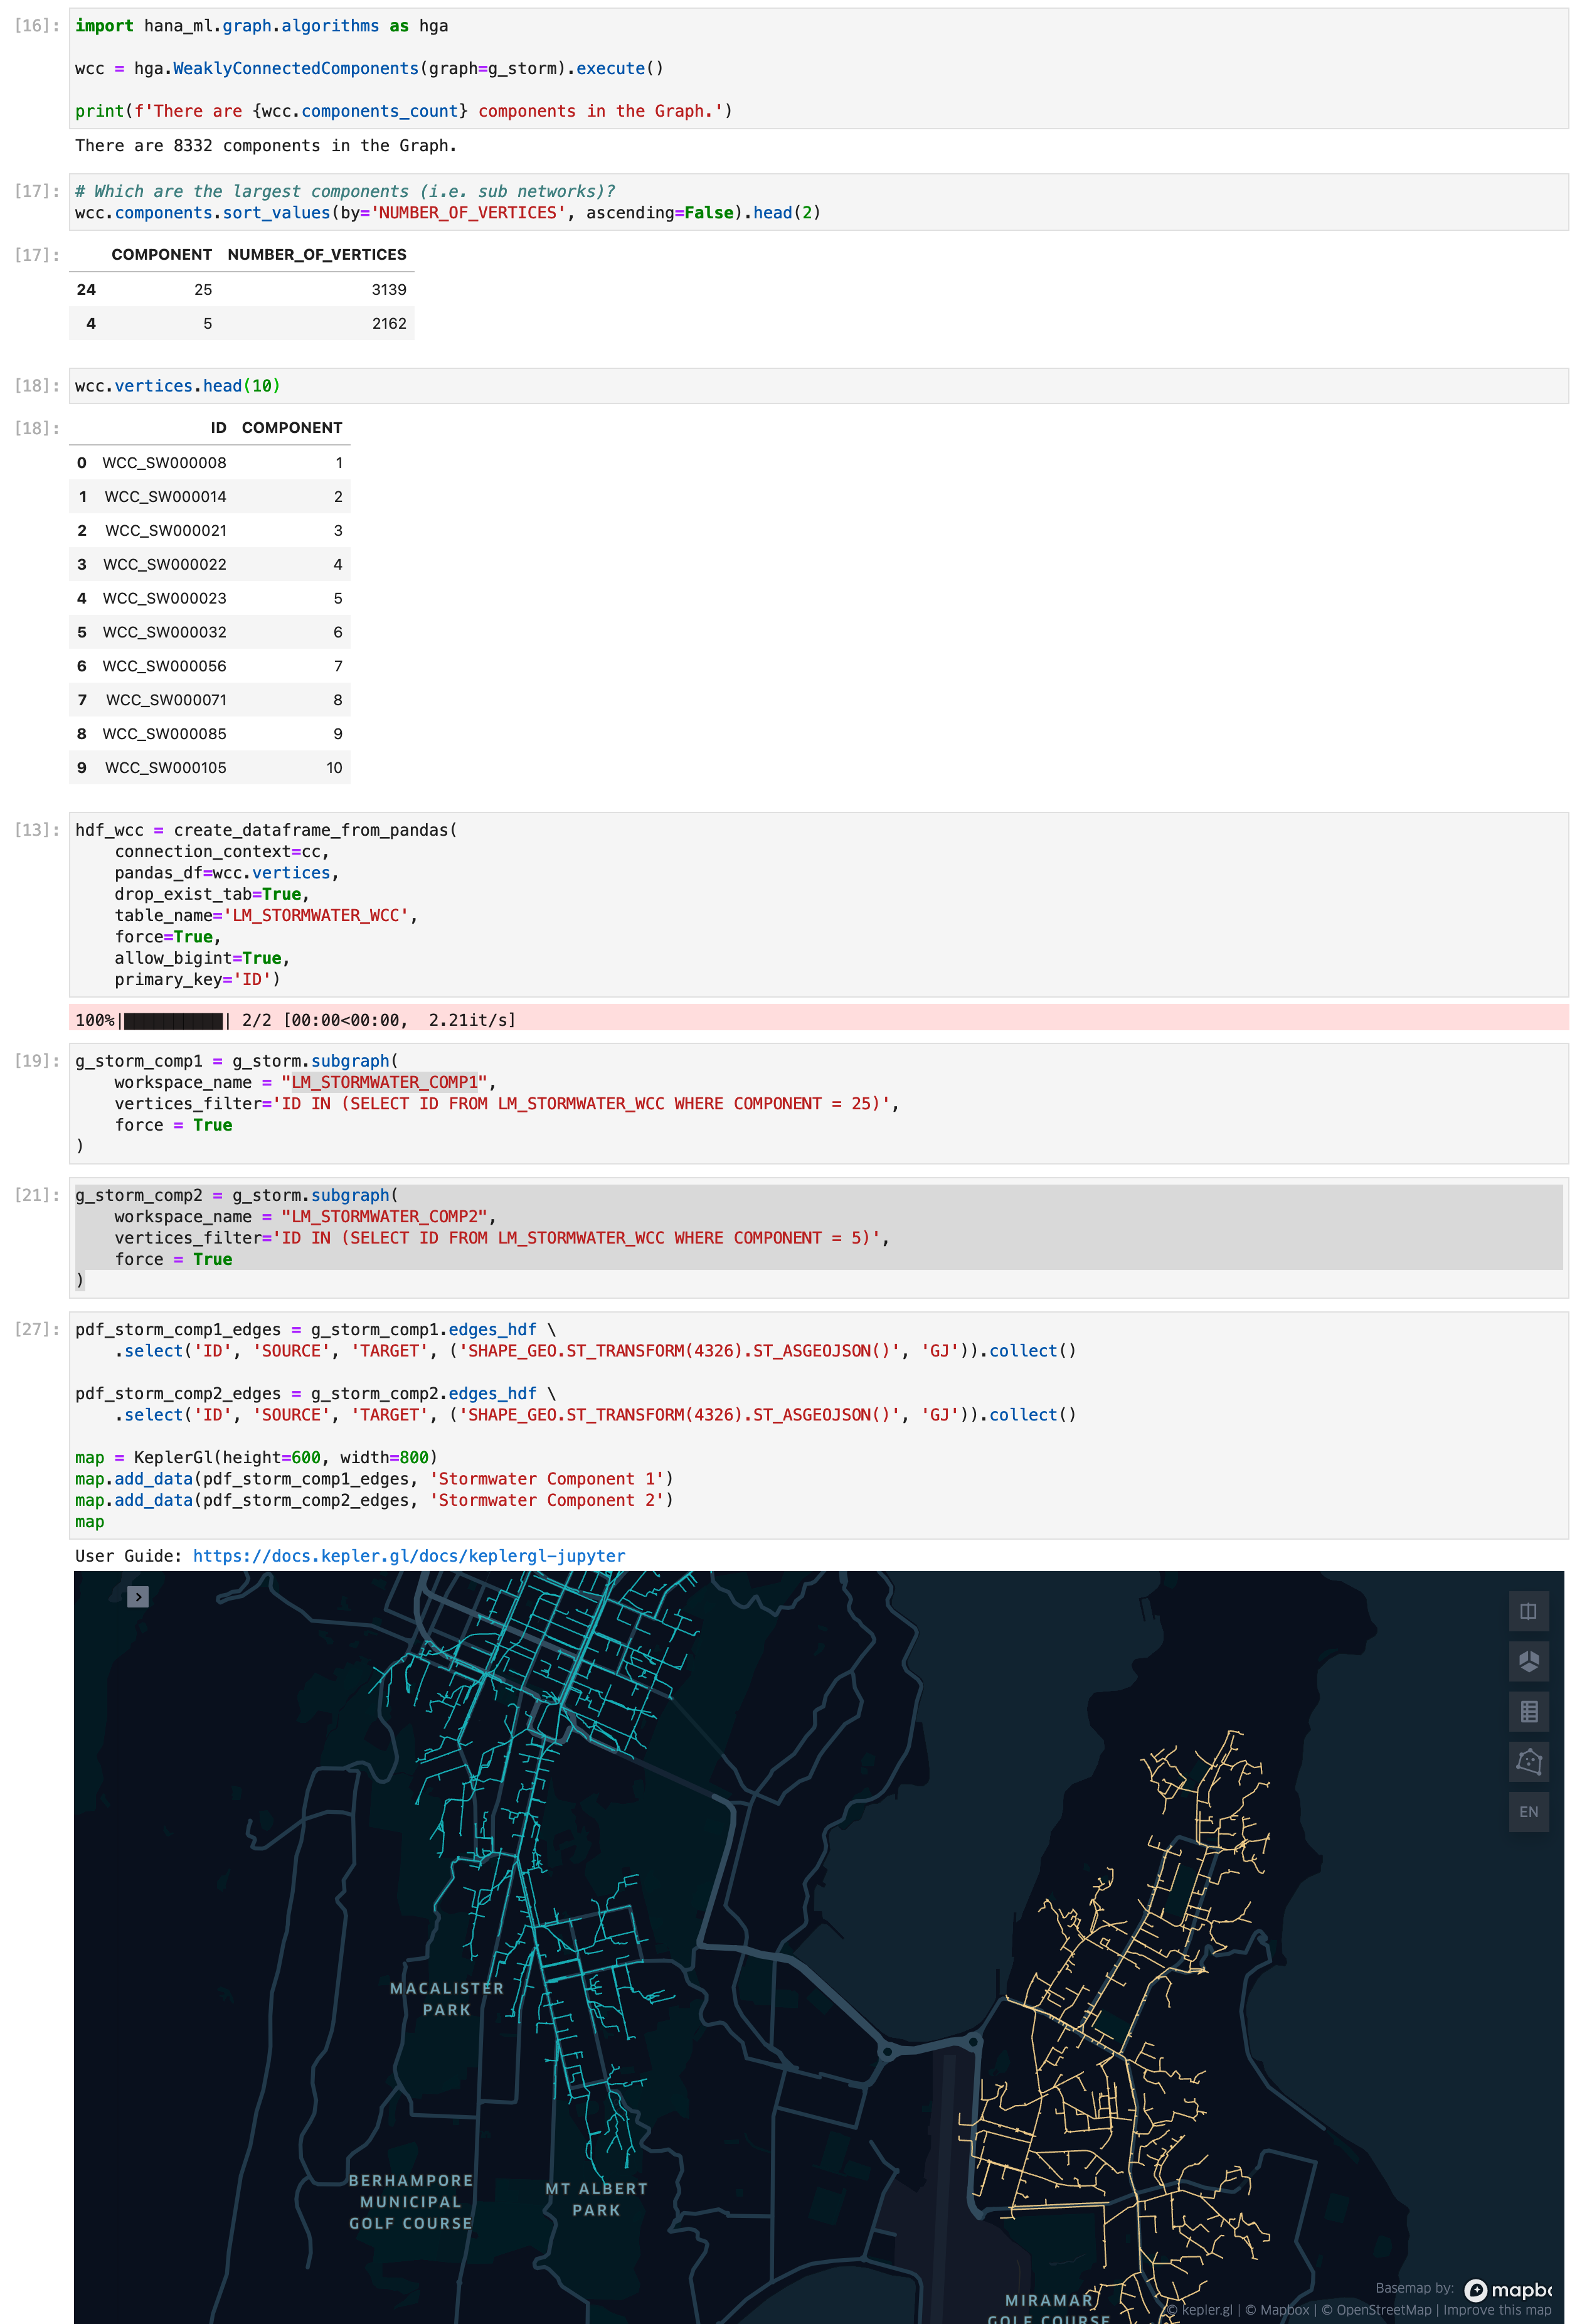 [16]: import hana_ml.graph.algorithms as hga
wcc = hga.WeaklyConnectedComponents(graph=g_storm).execute()
print(f'There are {wcc.components_count} components in the Graph.')
There are 8332 components in the Graph.
[17]: # Which are the largest components (i.e. sub networks)?
wcc.components.sort_values(by='NUMBER_OF_VERTICES', ascending=False).head(2)
[17]: COMPONENT NUMBER_OF_VERTICES
24 25 3139
4 5 2162
[18]: wcc.vertices.head(10)
[18]: ID COMPONENT
0 WCC_SW000008 1
1 WCC_SW000014 2
2 WCC_SW000021 3
3 WCC_SW000022 4
4 WCC_SW000023 5
5 WCC_SW000032 6
6 WCC_SW000056 7
7 WCC_SW000071 8
8 WCC_SW000085 9
9 WCC_SW000105 10
[13]: hdf_wcc = create_dataframe_from_pandas(
    connection_context=cc,
    pandas_df=wcc.vertices,
    drop_exist_tab=True,
    table_name='LM_STORMWATER_WCC',
    force=True,
    allow_bigint=True,
    primary_key='ID')
100%|██████████| 2/2 [00:00<00:00,  2.21it/s]
[19]: g_storm_comp1 = g_storm.subgraph(
    workspace_name = "LM_STORMWATER_COMP1",
    vertices_filter='ID IN (SELECT ID FROM LM_STORMWATER_WCC WHERE COMPONENT = 25)',
    force = True
)
[21]: g_storm_comp2 = g_storm.subgraph(
    workspace_name = "LM_STORMWATER_COMP2",
    vertices_filter='ID IN (SELECT ID FROM LM_STORMWATER_WCC WHERE COMPONENT = 5)',
    force = True
)
[27]: pdf_storm_comp1_edges = g_storm_comp1.edges_hdf \
    .select('ID', 'SOURCE', 'TARGET', ('SHAPE_GEO.ST_TRANSFORM(4326).ST_ASGEOJSON()', 'GJ')).collect()
pdf_storm_comp2_edges = g_storm_comp2.edges_hdf \
    .select('ID', 'SOURCE', 'TARGET', ('SHAPE_GEO.ST_TRANSFORM(4326).ST_ASGEOJSON()', 'GJ')).collect()
map = KeplerGl(height=600, width=800)
map.add_data(pdf_storm_comp1_edges, 'Stormwater Component 1')
map.add_data(pdf_storm_comp2_edges, 'Stormwater Component 2')
map
User Guide: https://docs.kepler.gl/docs/keplergl-jupyter
EN
MACALISTER
PARK
BERHAMPORE
MUNICIPAL
GOLF COURSE
MT ALBERT
PARK
MIRAMAR
GOLF COURSE
Basemap by: mapbo
© kepler.gl | © Mapbox | © OpenStreetMap | Improve this map